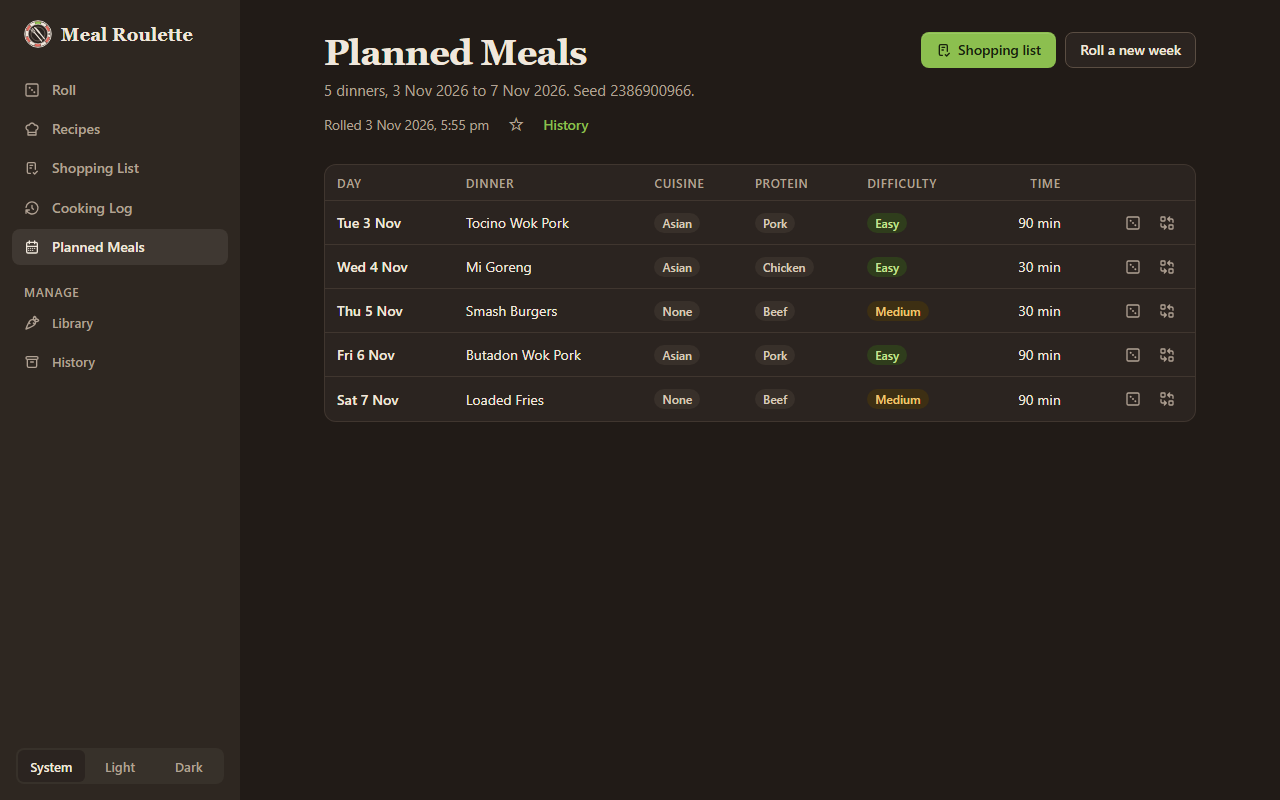 Meal Roulette
Roll
Recipes
Shopping List
Cooking Log
Planned Meals
MANAGE
Library
History
System Light Dark
Planned Meals
Shopping list
Roll a new week
5 dinners, 3 Nov 2026 to 7 Nov 2026. Seed 2386900966.
Rolled 3 Nov 2026, 5:55 pm History
DAY DINNER CUISINE PROTEIN DIFFICULTY TIME
Tue 3 Nov Tocino Wok Pork Asian Pork Easy 90 min
Wed 4 Nov Mi Goreng Asian Chicken Easy 30 min
Thu 5 Nov Smash Burgers None Beef Medium 30 min
Fri 6 Nov Butadon Wok Pork Asian Pork Easy 90 min
Sat 7 Nov Loaded Fries None Beef Medium 90 min